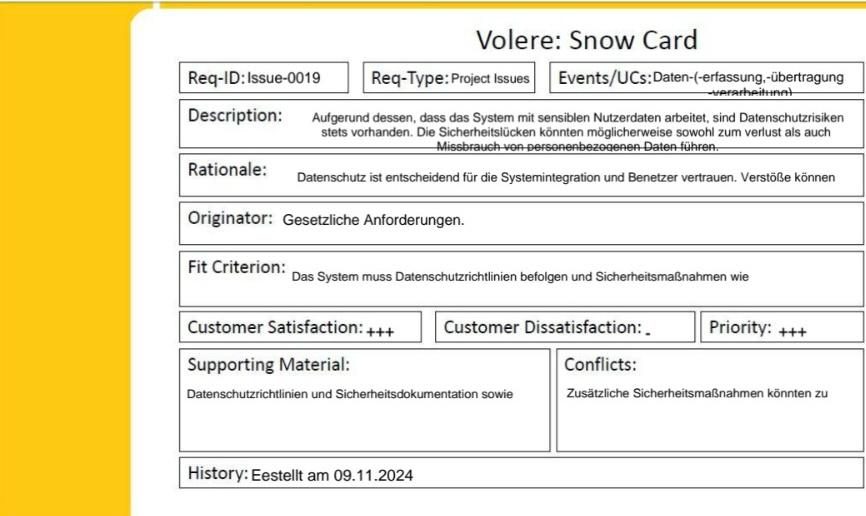 Volere: Snow Card
Req-ID: Issue-0019
Req-Type: Project Issues
Events/UCs: Daten-(-erfassung,-übertragung
-verarbeitung)
Description: Aufgerund dessen, dass das System mit sensiblen Nutzerdaten arbeitet, sind Datenschutzrisiken
stets vorhanden. Die Sicherheitslücken könnten möglicherweise sowohl zum verlust als auch
Missbrauch von personenbezogenen Daten führen.
Rationale: Datenschutz ist entscheidend für die Systemintegration und Benetzer vertrauen. Verstöße können
Originator: Gesetzliche Anforderungen.
Fit Criterion: Das System muss Datenschutzrichtlinien befolgen und Sicherheitsmaßnahmen wie
Customer Satisfaction: +++
Customer Dissatisfaction: -
Priority: +++
Supporting Material:
Datenschutzrichtlinien und Sicherheitsdokumentation sowie
Conflicts:
Zusätzliche Sicherheitsmaßnahmen könnten zu
History: Eestellt am 09.11.2024